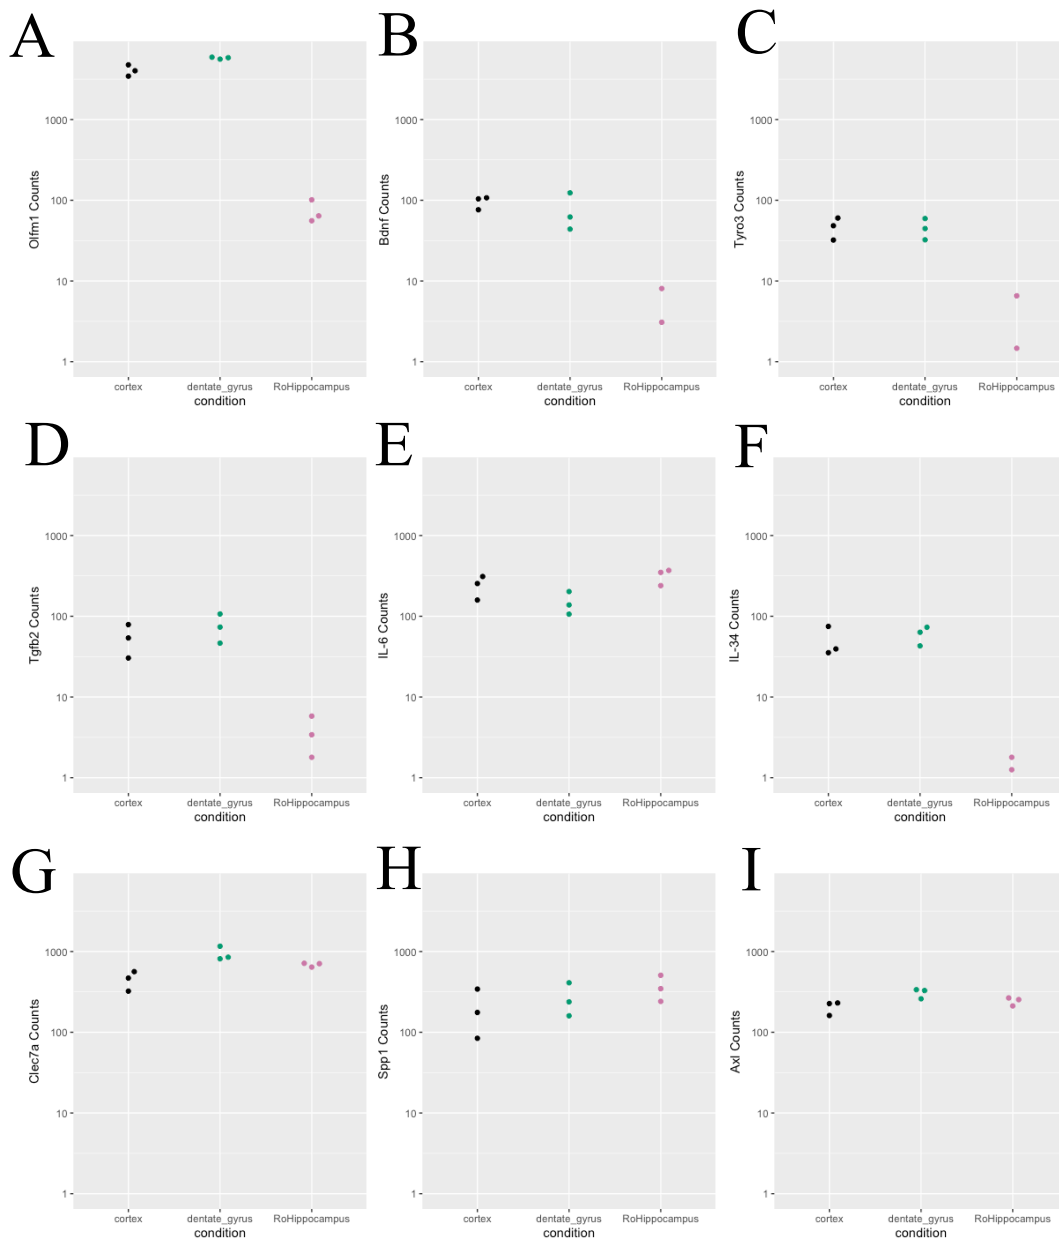 A
B
C
Olfm1 Counts
1000
100
10
1
cortex
dentate_gyrus
RoHippocampus
condition
Bdnf Counts
1000
100
10
1
cortex
dentate_gyrus
RoHippocampus
condition
Tyro3 Counts
1000
100
10
1
cortex
dentate_gyrus
RoHippocampus
condition
D
E
F
Tgfb2 Counts
1000
100
10
1
cortex
dentate_gyrus
RoHippocampus
condition
IL-6 Counts
1000
100
10
1
cortex
dentate_gyrus
RoHippocampus
condition
IL-34 Counts
1000
100
10
1
cortex
dentate_gyrus
RoHippocampus
condition
G
H
I
Clec7a Counts
1000
100
10
1
cortex
dentate_gyrus
RoHippocampus
condition
Spp1 Counts
1000
100
10
1
cortex
dentate_gyrus
RoHippocampus
condition
Axl Counts
1000
100
10
1
cortex
dentate_gyrus
RoHippocampus
condition